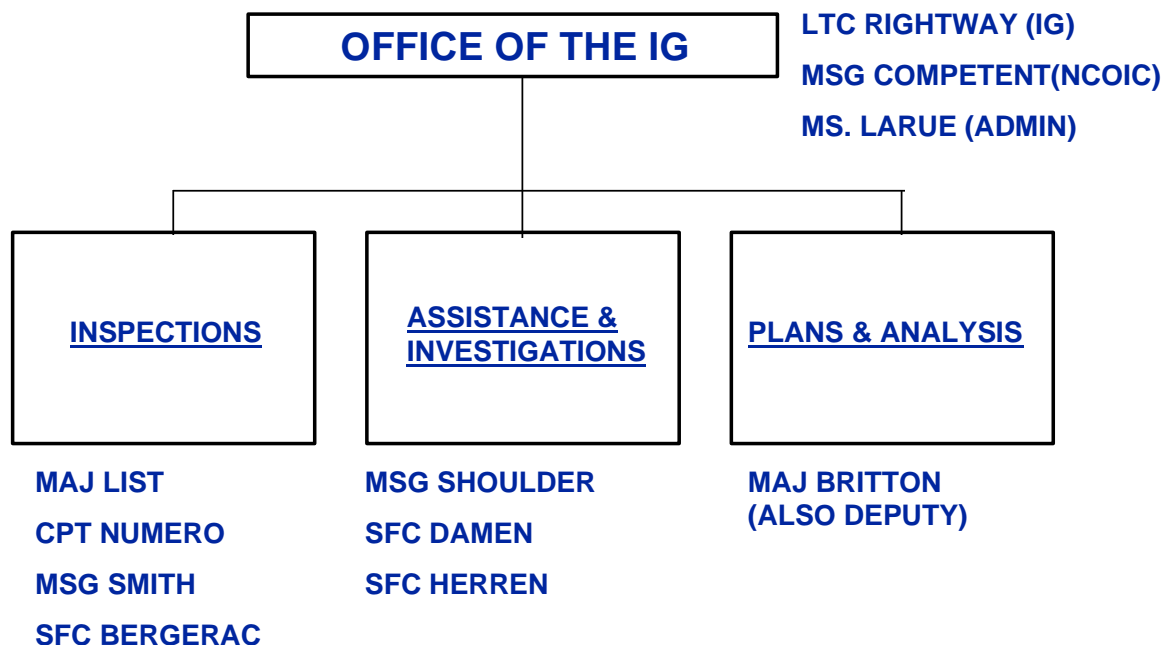 OFFICE OF THE IG
LTC RIGHTWAY (IG)
MSG COMPETENT(NCOIC)
MS. LARUE (ADMIN)
INSPECTIONS
ASSISTANCE &
INVESTIGATIONS
PLANS & ANALYSIS
MAJ LIST
CPT NUMERO
MSG SMITH
SFC BERGERAC
MSG SHOULDER
SFC DAMEN
SFC HERREN
MAJ BRITTON
(ALSO DEPUTY)